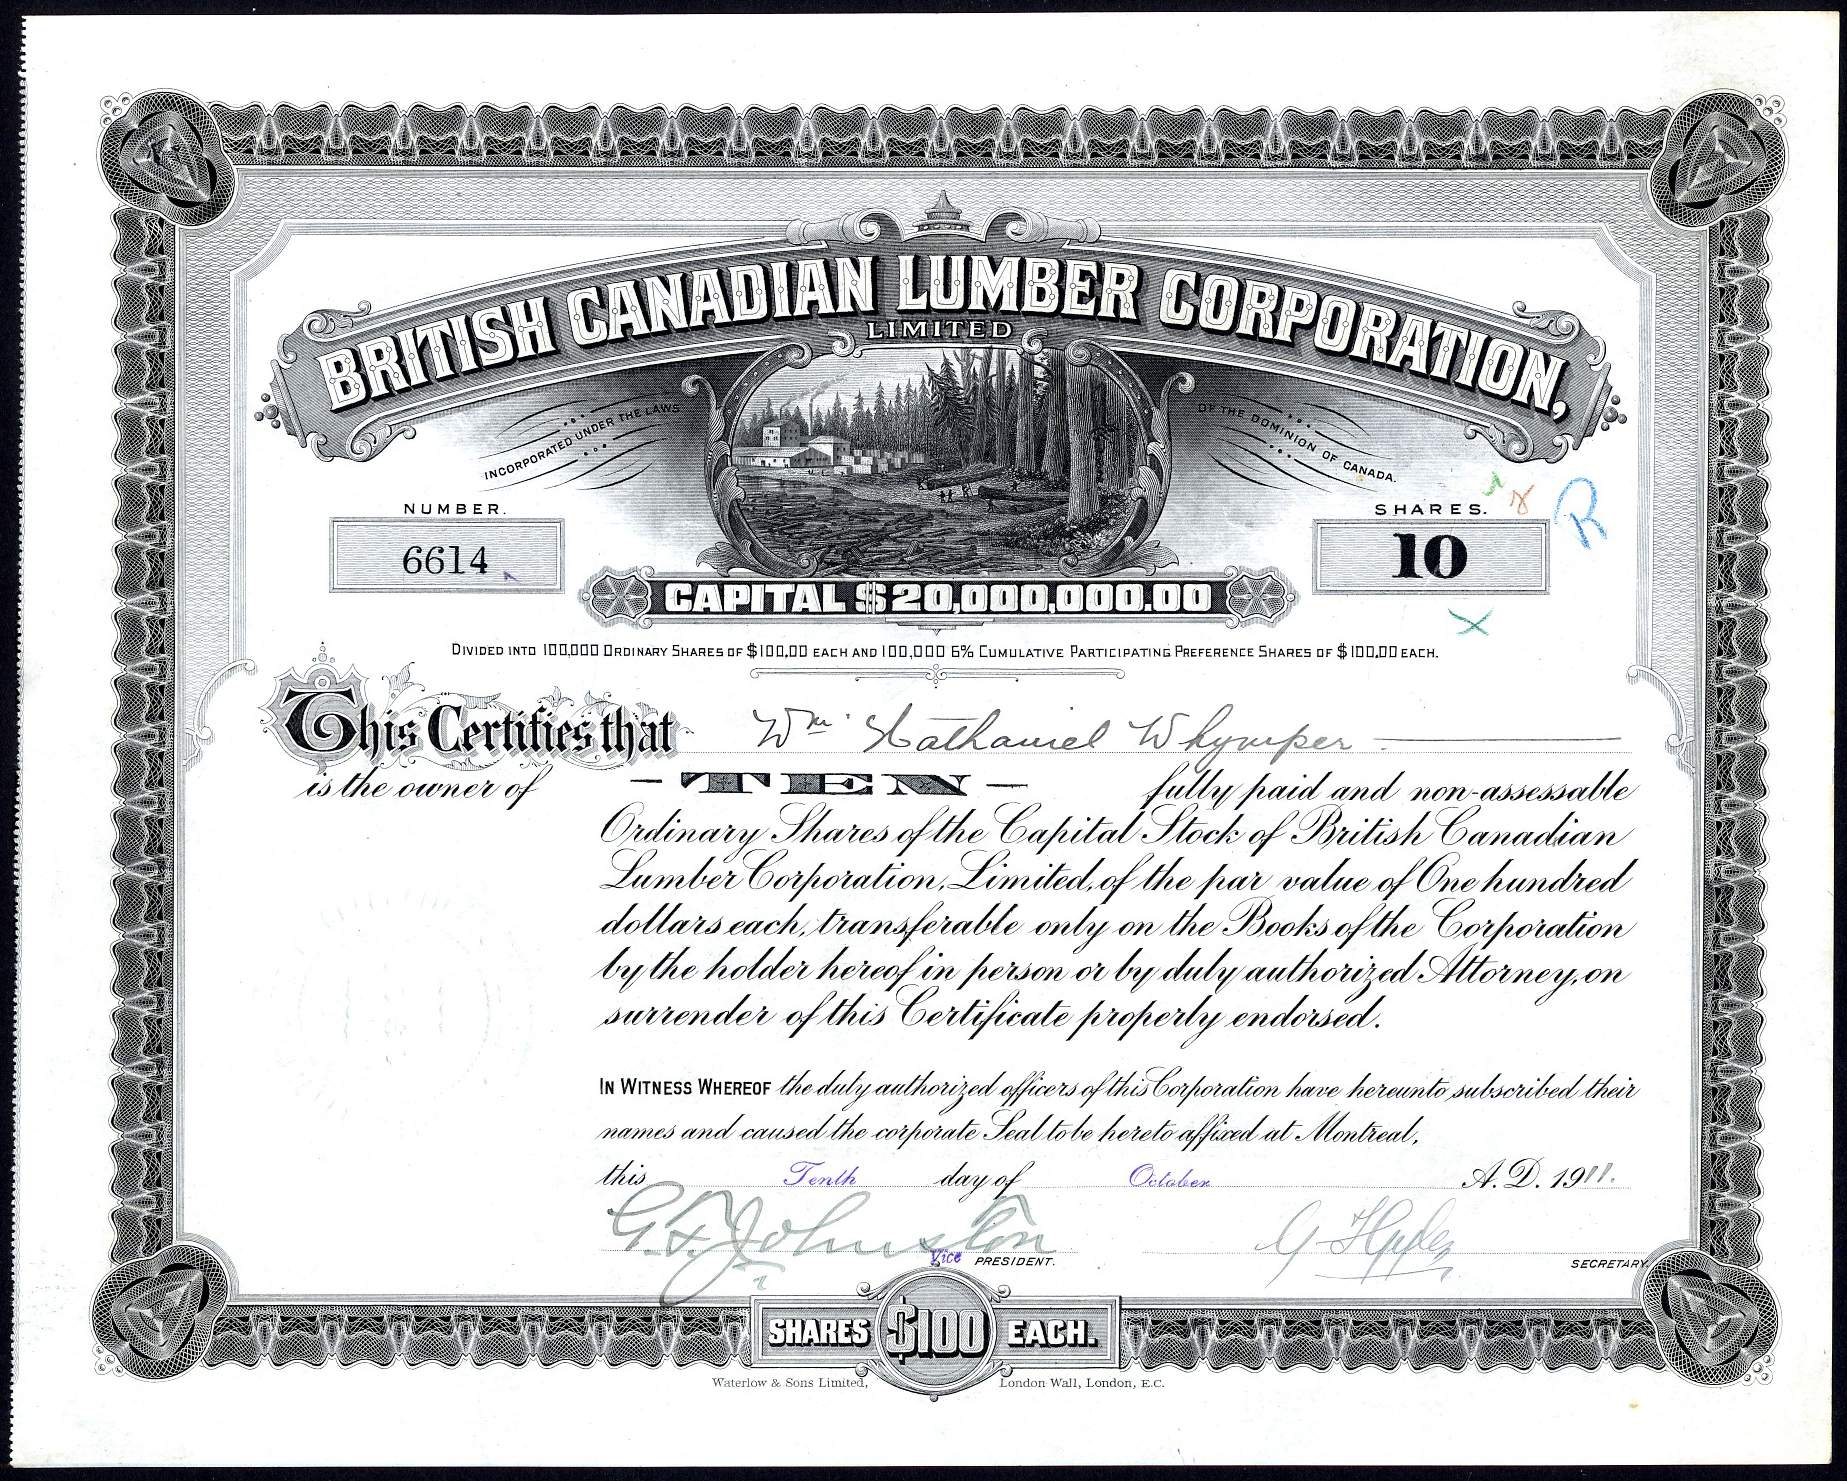 BRITISH CANADIAN LUMBER CORPORATION,
LIMITED
INCORPORATED UNDER THE LAWS OF THE DOMINION OF CANADA.
NUMBER.
6614
SHARES.
10
R
CAPITAL $20,000,000.00
DIVIDED INTO 100,000 ORDINARY SHARES OF $100.00 EACH AND 100,000 6% CUMULATIVE PARTICIPATING PREFERENCE SHARES OF $100.00 EACH.
This Certifies that Wm. Nathaniel Whymper
is the owner of -TEN- fully paid and non-assessable
Ordinary Shares of the Capital Stock of British Canadian
Lumber Corporation, Limited, of the par value of One hundred
dollars each, transferable only on the Books of the Corporation
by the holder hereof in person or by duly authorized Attorney, on
surrender of this Certificate properly endorsed.
IN WITNESS WHEREOF the duly authorized officers of this Corporation have hereunto subscribed their
names and caused the corporate Seal to be hereto affixed at Montreal,
this Tenth day of October A.D. 1911.
G. F. Johnston
Vice PRESIDENT.
SECRETARY.
SHARES $100 EACH.
Waterlow & Sons Limited, London Wall, London, E.C.